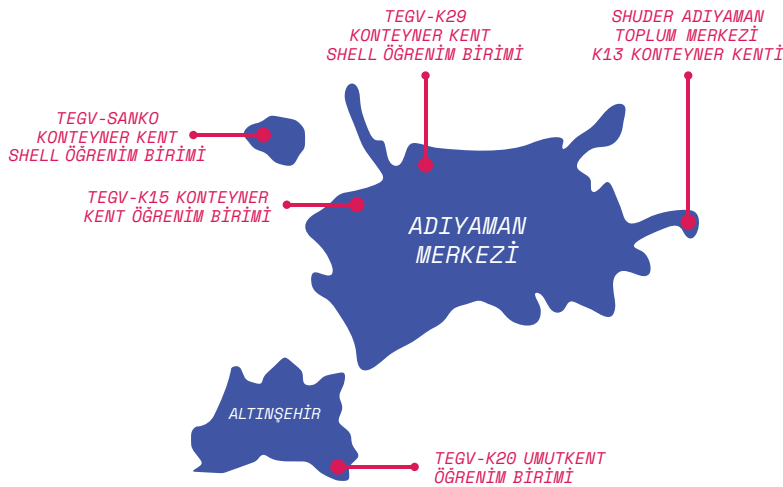 TEGV-K29
KONTEYNER KENT
SHELL ÖĞRENİM BİRİMİ
SHUDER ADIYAMAN
TOPLUM MERKEZİ
K13 KONTEYNER KENTİ
TEGV-SANKO
KONTEYNER KENT
SHELL ÖĞRENİM BİRİMİ
TEGV-K15 KONTEYNER
KENT ÖĞRENİM BİRİMİ
ADIYAMAN
MERKEZİ
ALTINŞEHİR
TEGV-K20 UMUTKENT
ÖĞRENİM BİRİMİ